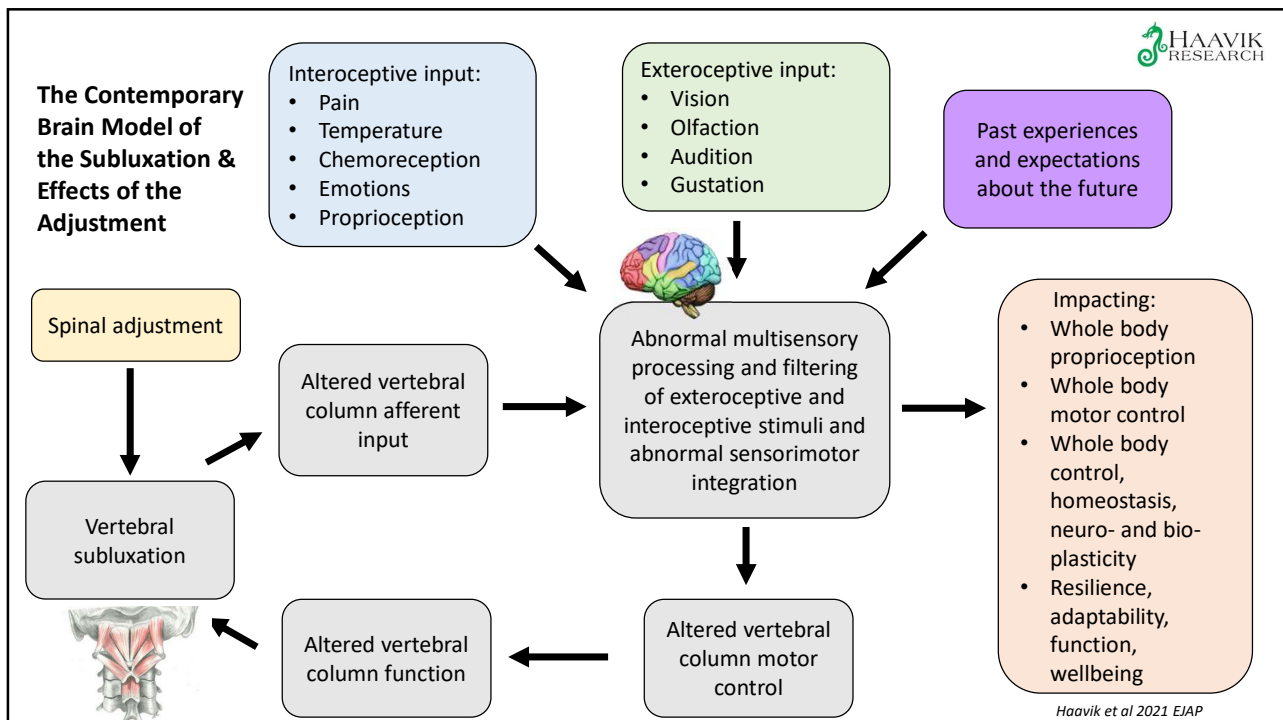 The Contemporary
Brain Model of
the Subluxation &
Effects of the
Adjustment
Interoceptive input:
• Pain
• Temperature
• Chemoreception
• Emotions
• Proprioception
Exteroceptive input:
• Vision
• Olfaction
• Audition
• Gustation
HAAVIK
RESEARCH
Past experiences
and expectations
about the future
Spinal adjustment
Altered vertebral
column afferent
input
Abnormal multisensory
processing and filtering
of exteroceptive and
interoceptive stimuli and
abnormal sensorimotor
integration
Impacting:
• Whole body
proprioception
• Whole body
motor control
• Whole body
control,
homeostasis,
neuro- and bio-
plasticity
• Resilience,
adaptability,
function,
wellbeing
Vertebral
subluxation
Altered vertebral
column function
Altered vertebral
column motor
control
Haavik et al 2021 EJAP